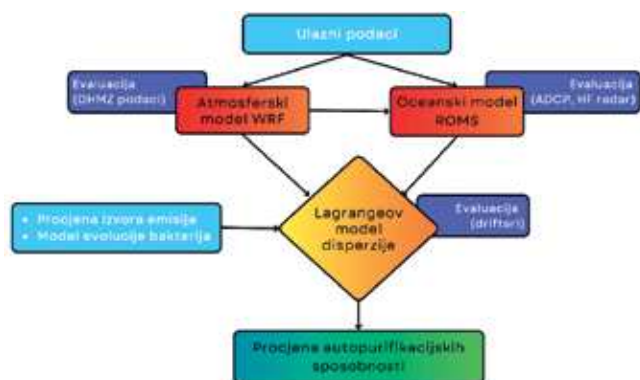 Ulazni podaci
Evaluacija
(DHMZ podaci)
Atmosferski
model WRF
Oceanski model
ROMS
Evaluacija
(ADCP, HF radar)
• Procjena izvora emisije
• Model evolucije bakterija
Lagrangeov
model
disperzije
Evaluacija
(drifteri)
Procjena autopurifikacijskih
sposobnosti